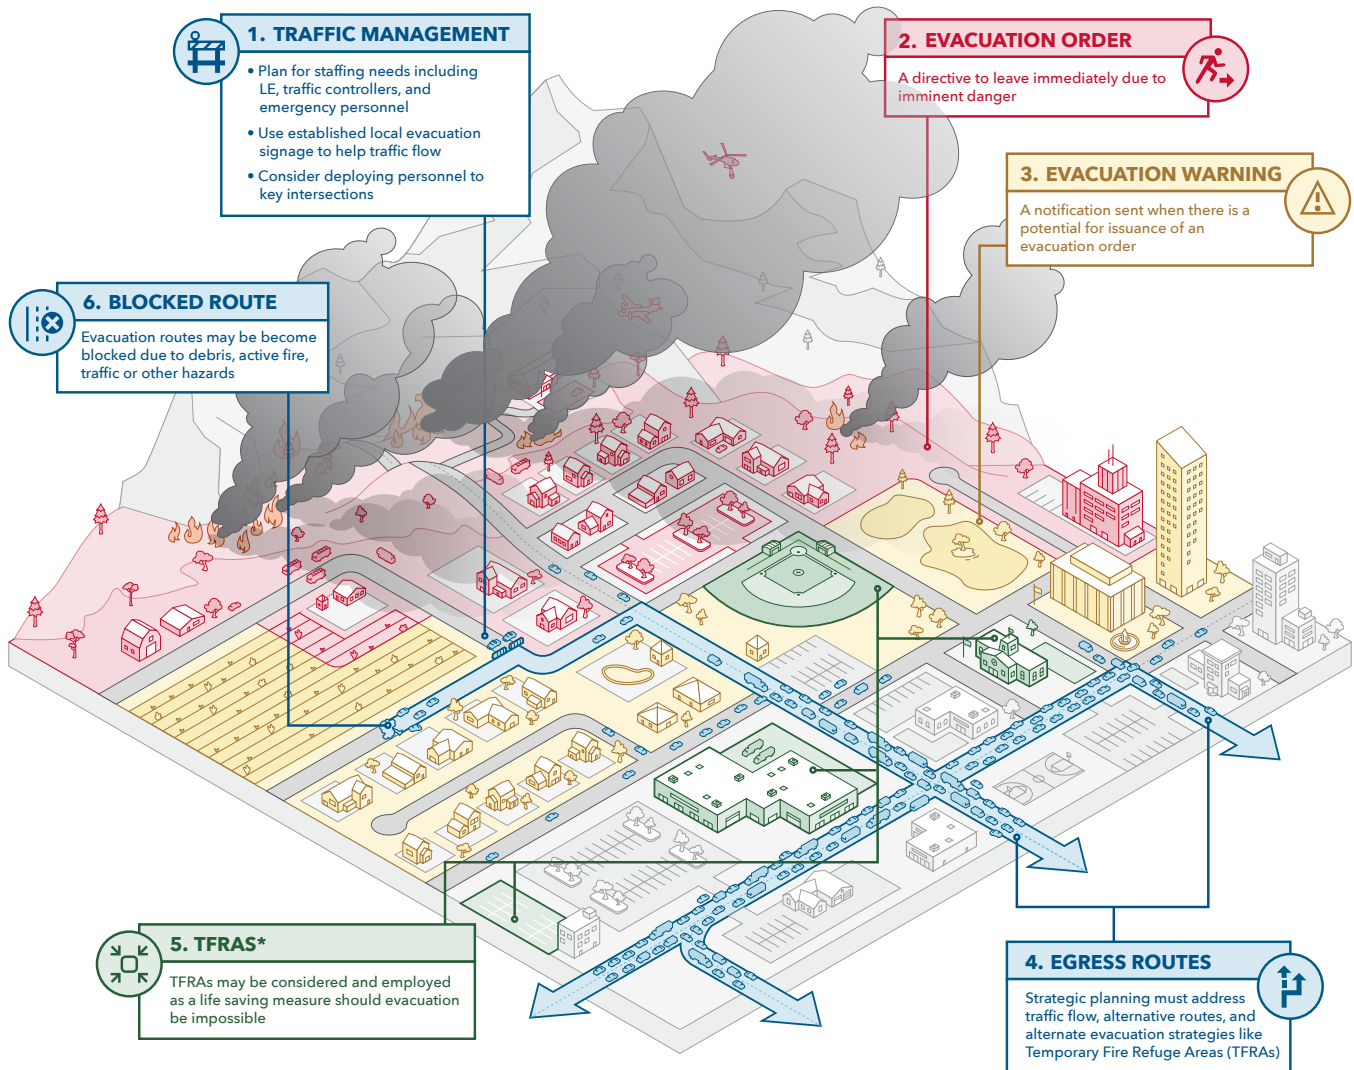 1. TRAFFIC MANAGEMENT
• Plan for staffing needs including
LE, traffic controllers, and
emergency personnel
• Use established local evacuation
signage to help traffic flow
• Consider deploying personnel to
key intersections
2. EVACUATION ORDER
A directive to leave immediately due to
imminent danger
3. EVACUATION WARNING
A notification sent when there is a
potential for issuance of an
evacuation order
6. BLOCKED ROUTE
Evacuation routes may be become
blocked due to debris, active fire,
traffic or other hazards
5. TFRAS*
TFRAs may be considered and employed
as a life saving measure should evacuation
be impossible
4. EGRESS ROUTES
Strategic planning must address
traffic flow, alternative routes, and
alternate evacuation strategies like
Temporary Fire Refuge Areas (TFRAs)